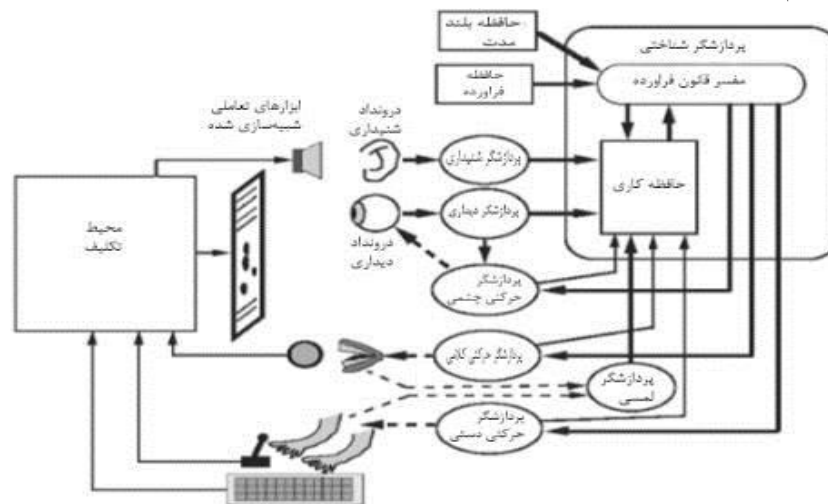 حافظه بلند
مدت
پردازشگر شناختی
مفسر قانون فراورده
حافظه
فراورده
ابزارهای تعاملی
شبیه‌سازی شده
درونداد
شنیداری
پردازشگر شنیداری
حافظه کاری
محیط
تکلیف
پردازشگر دیداری
درونداد
دیداری
پردازشگر
حرکتی چشمی
پردازشگر حرکتی کلامی
پردازشگر
لمسی
پردازشگر
حرکتی دستی